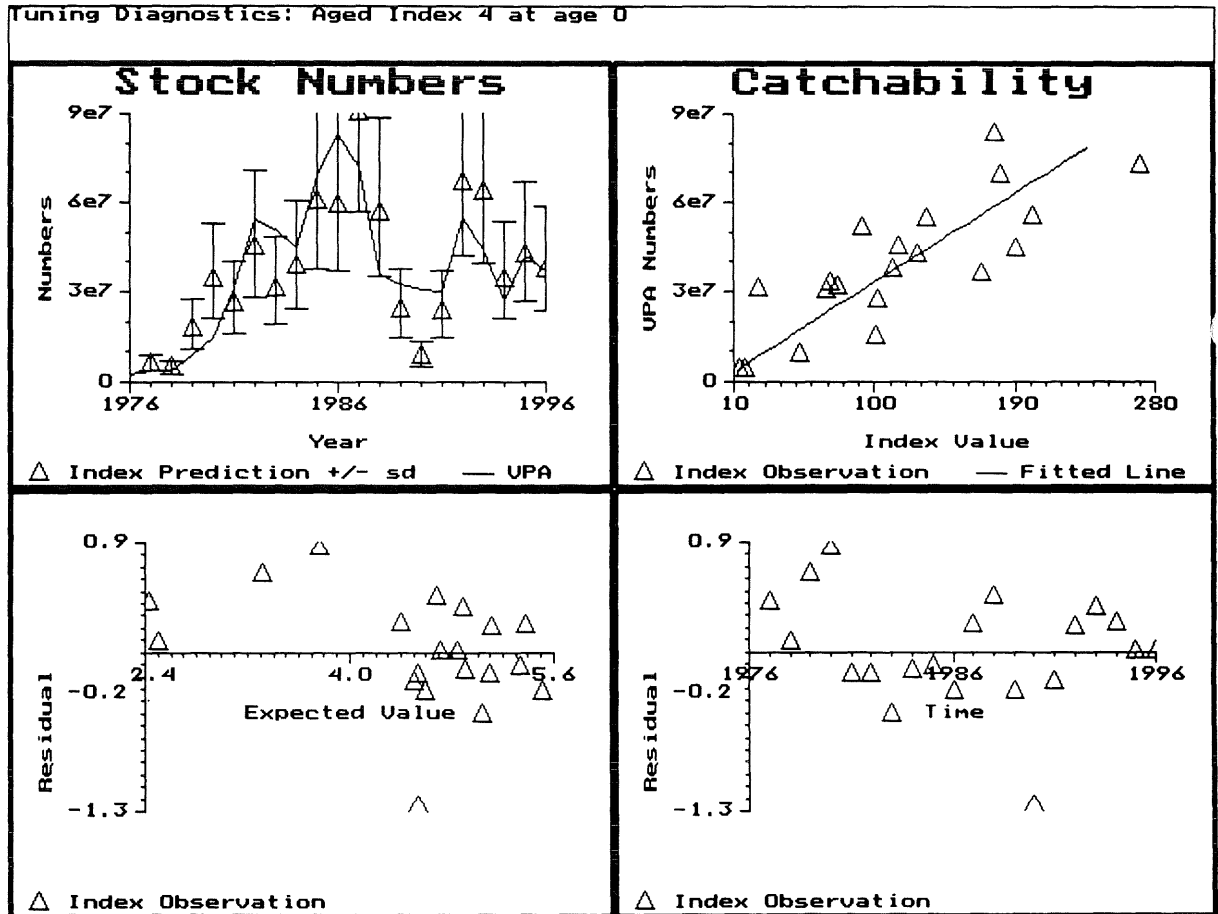 Tuning Diagnostics: Aged Index 4 at age 0
Stock Numbers
9e7
6e7
3e7
0
Numbers
1976
1986
1996
Year
Index Prediction +/- sd
VPA
Catchability
9e7
6e7
3e7
0
VPA Numbers
10
100
190
280
Index Value
Index Observation
Fitted Line
0.9
-0.2
-1.3
Residual
2.4
4.0
5.6
Expected Value
Index Observation
0.9
-0.2
-1.3
Residual
1976
1986
1996
Time
Index Observation